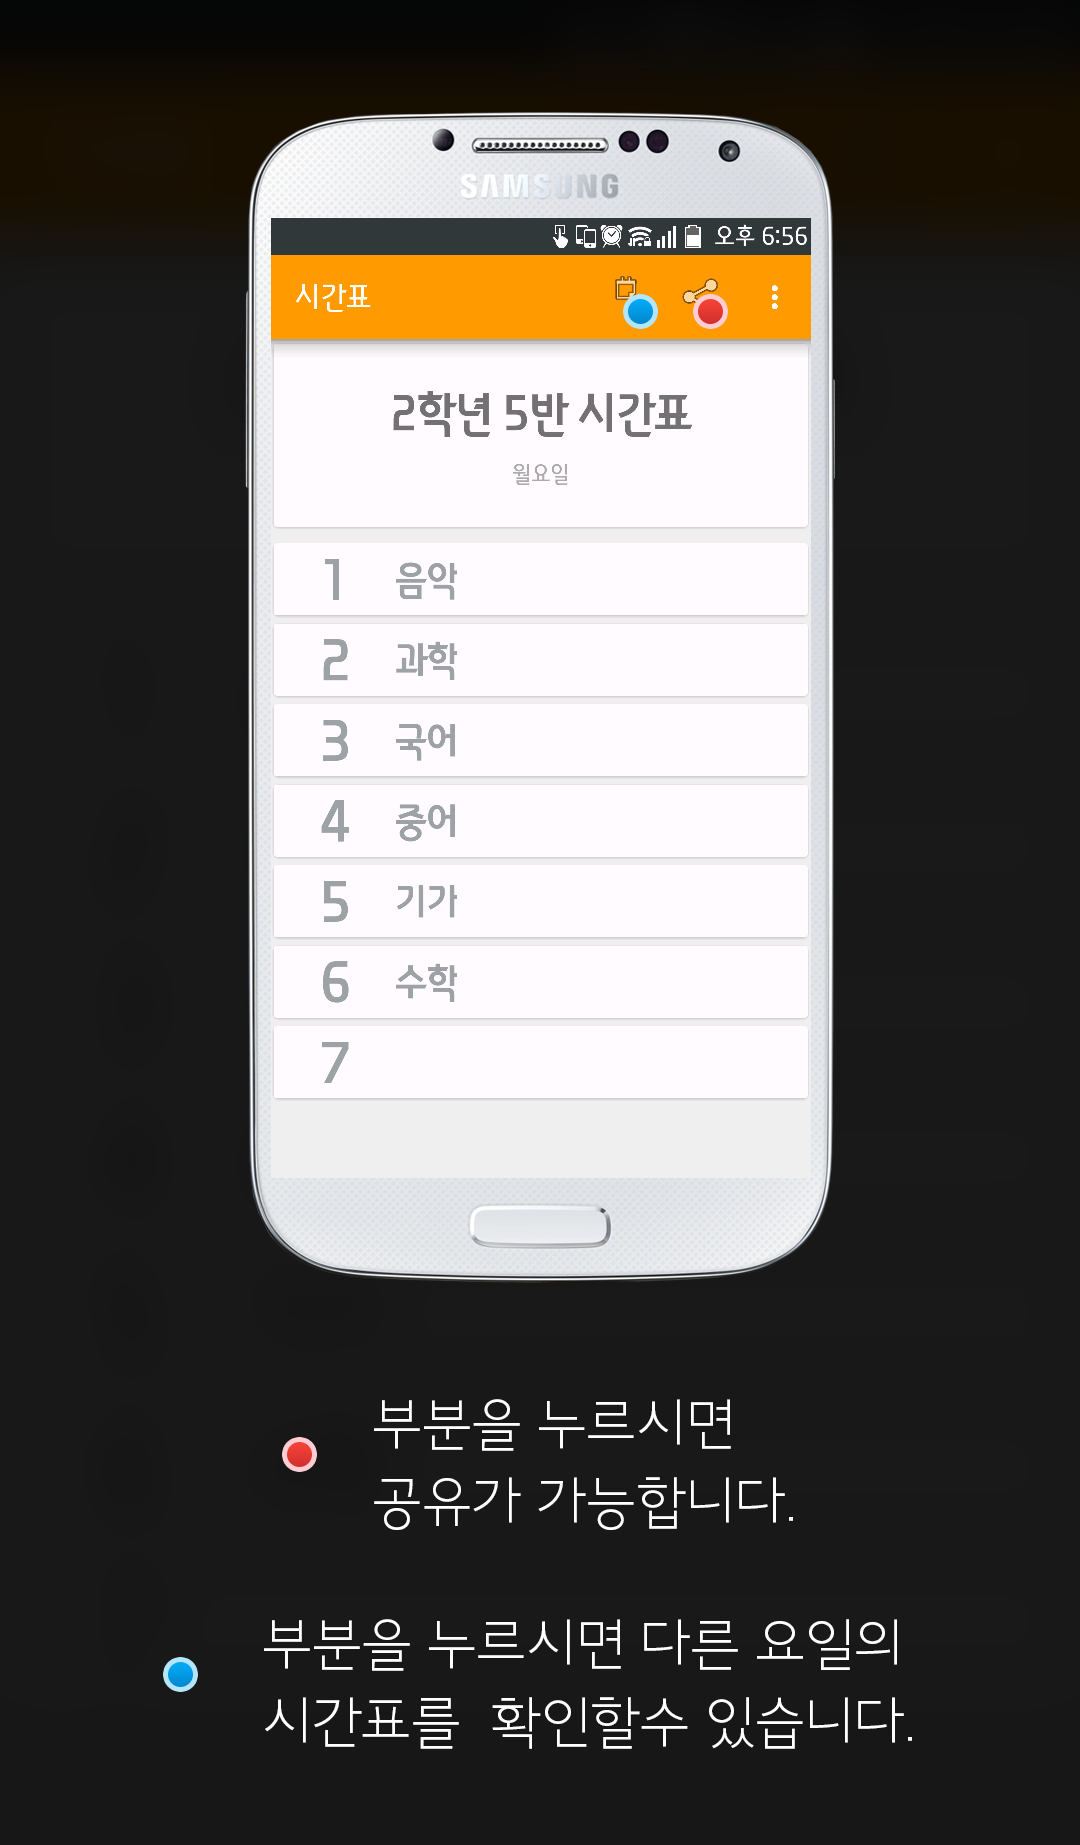 SAMSUNG
오후 6:56
시간표
2학년 5반 시간표
월요일
1 음악
2 과학
3 국어
4 중어
5 기가
6 수학
7
부분을 누르시면
공유가 가능합니다.
부분을 누르시면 다른 요일의
시간표를 확인할수 있습니다.